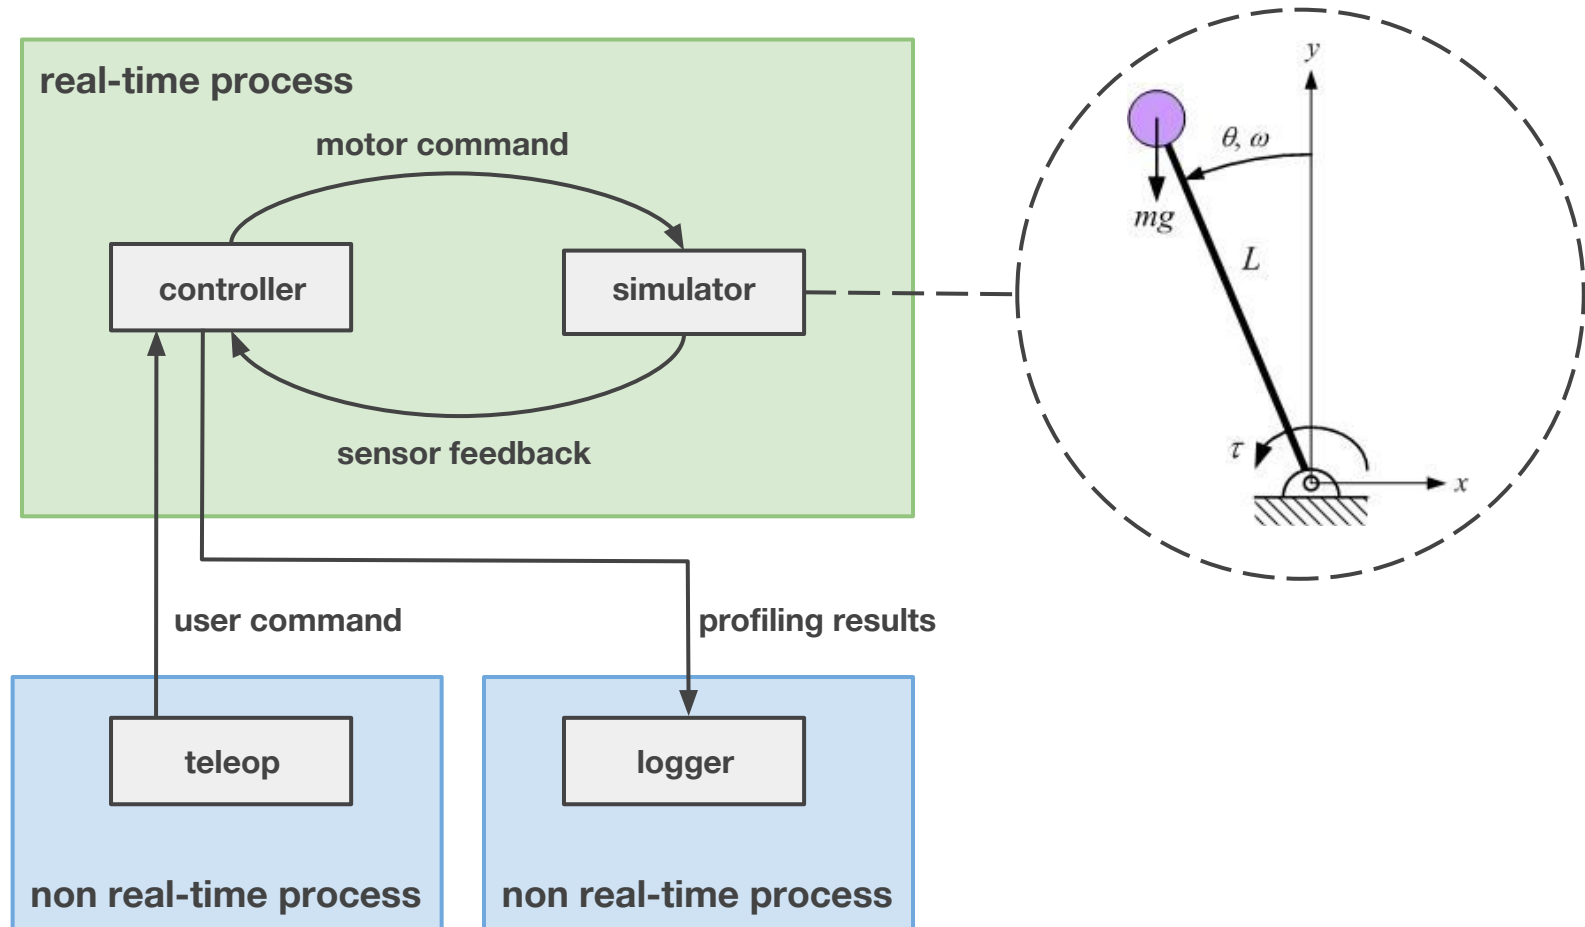 real-time process
motor command
controller
simulator
sensor feedback
user command
profiling results
teleop
logger
non real-time process
non real-time process
y
θ, ω
mg
L
τ
x